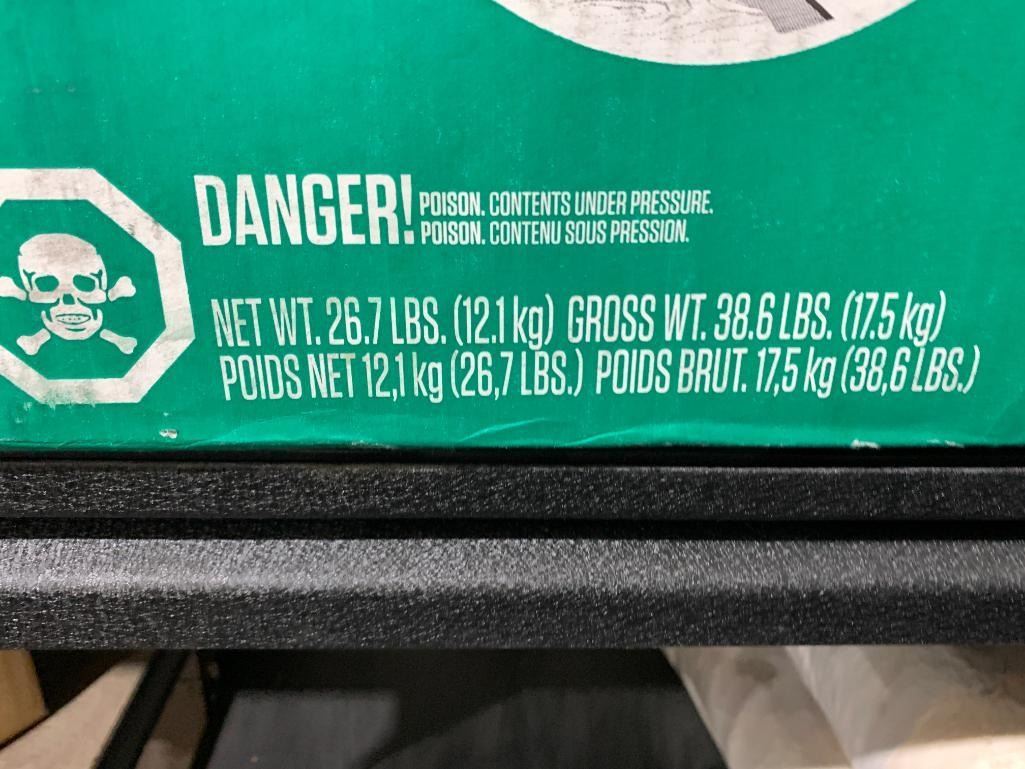 DANGER! POISON. CONTENTS UNDER PRESSURE.
POISON. CONTENU SOUS PRESSION.
NET WT. 26.7 LBS. (12.1 kg) GROSS WT. 38.6 LBS. (17.5 kg)
POIDS NET 12,1 kg (26,7 LBS.) POIDS BRUT. 17,5 kg (38,6 LBS.)